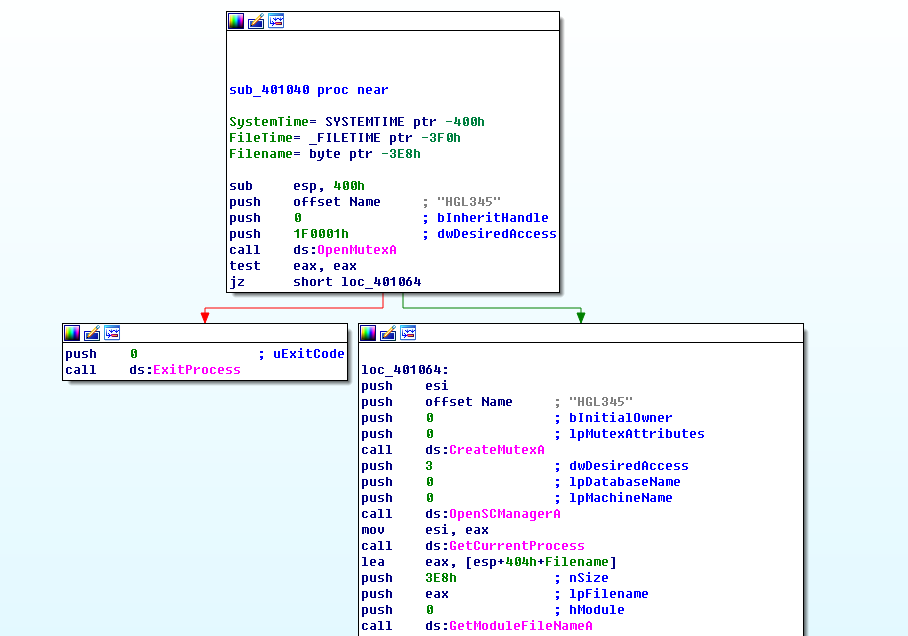 sub_401040 proc near
SystemTime= SYSTEMTIME ptr -400h
FileTime= _FILETIME ptr -3F0h
Filename= byte ptr -3E8h
sub     esp, 400h
push    offset Name     ; "HGL345"
push    0               ; bInheritHandle
push    1F0001h         ; dwDesiredAccess
call    ds:OpenMutexA
test    eax, eax
jz      short loc_401064
push    0               ; uExitCode
call    ds:ExitProcess
loc_401064:
push    esi
push    offset Name     ; "HGL345"
push    0               ; bInitialOwner
push    0               ; lpMutexAttributes
call    ds:CreateMutexA
push    3               ; dwDesiredAccess
push    0               ; lpDatabaseName
push    0               ; lpMachineName
call    ds:OpenSCManagerA
mov     esi, eax
call    ds:GetCurrentProcess
lea     eax, [esp+404h+Filename]
push    3E8h            ; nSize
push    eax             ; lpFilename
push    0               ; hModule
call    ds:GetModuleFileNameA